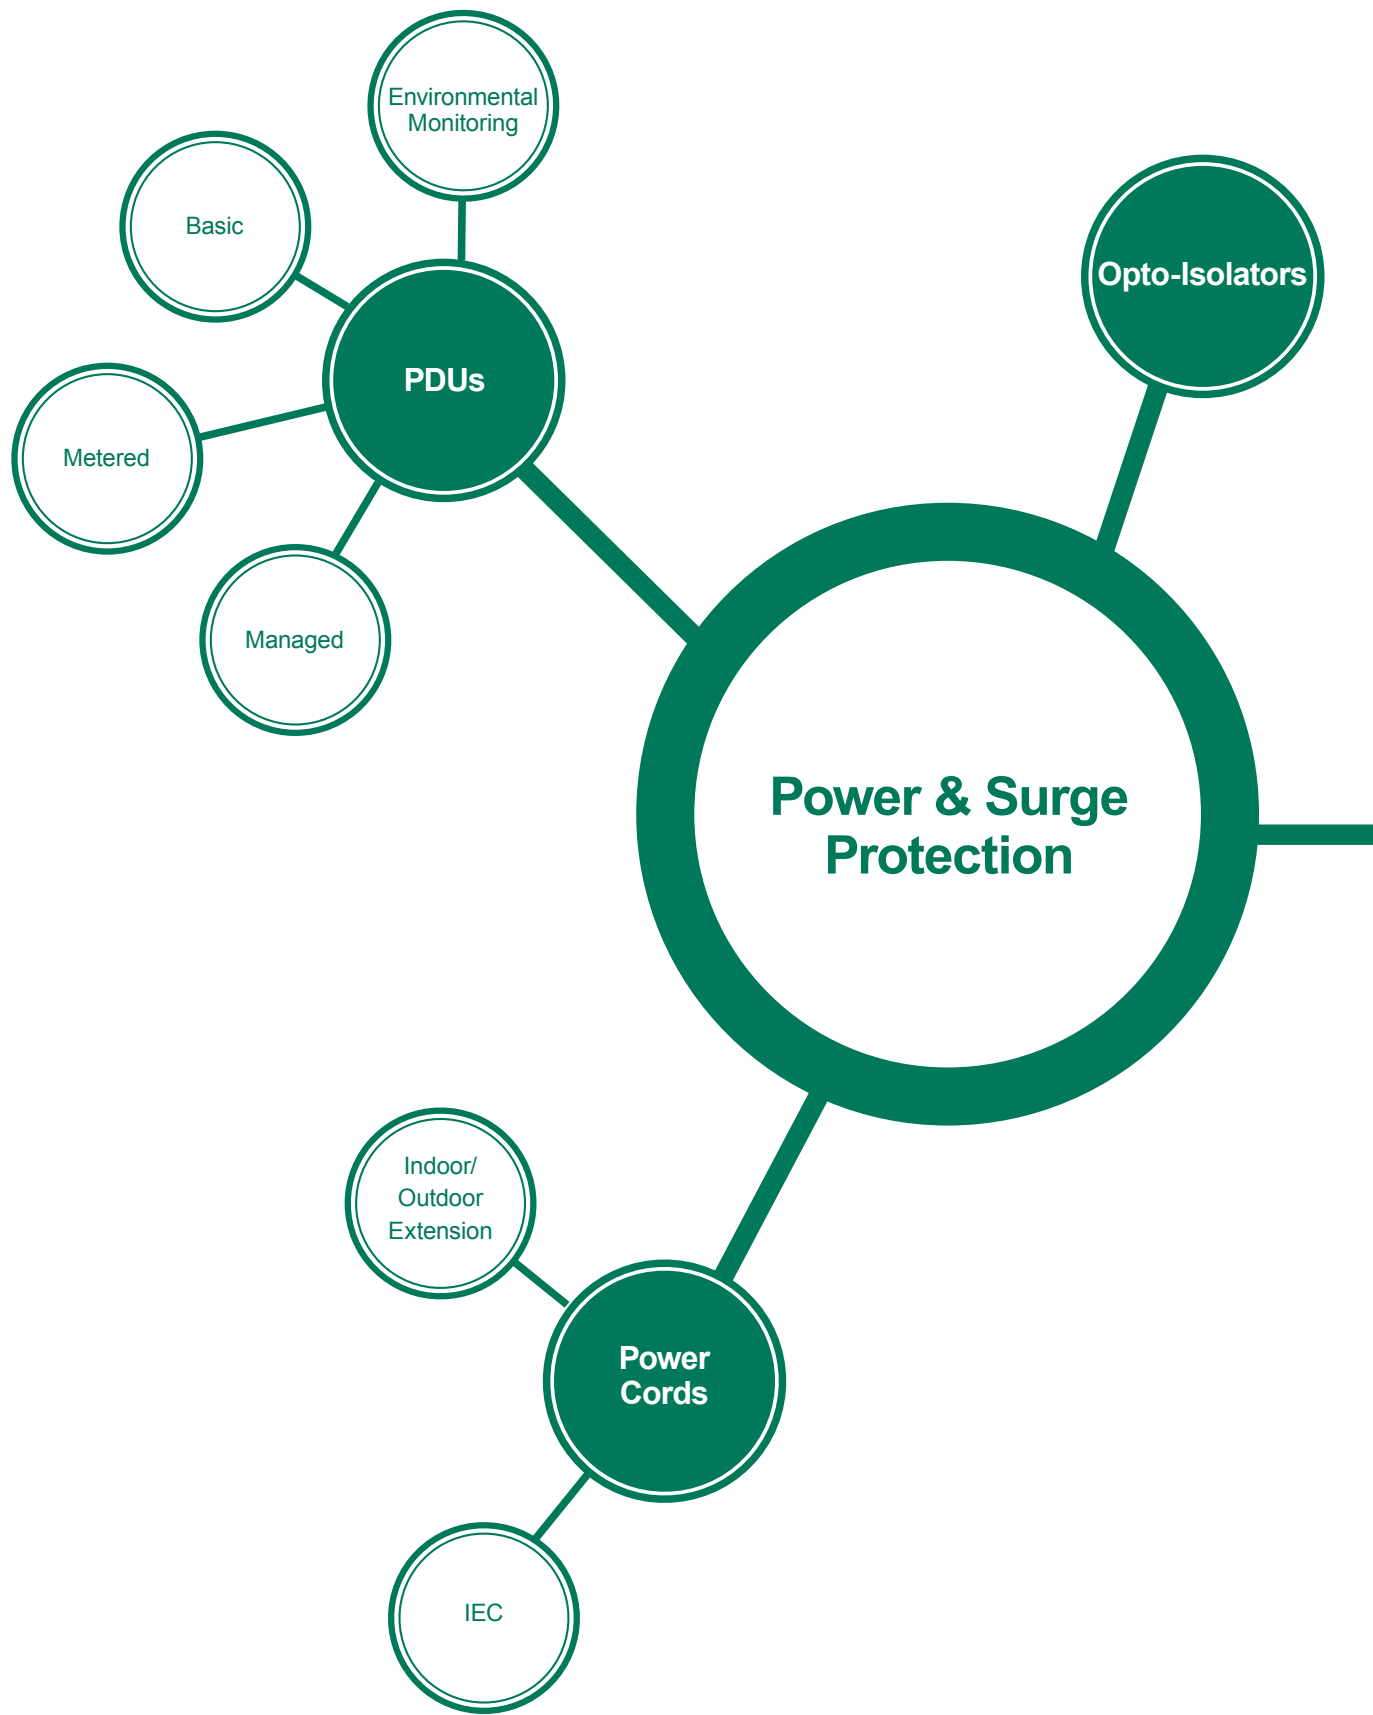 Environmental
Monitoring
Basic
Opto-Isolators
PDUs
Metered
Managed
Power & Surge
Protection
Indoor/
Outdoor
Extension
Power
Cords
IEC